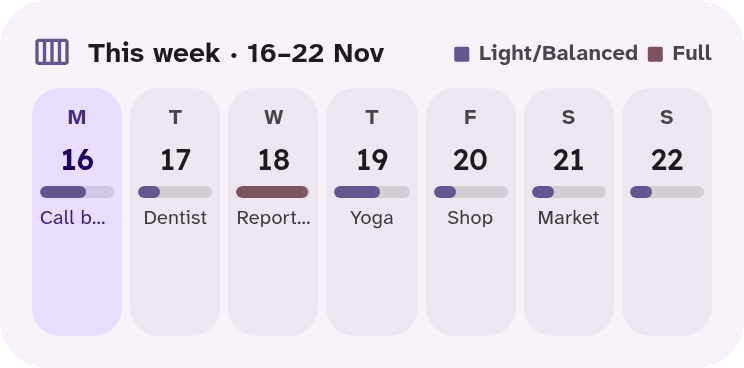 This week · 16–22 Nov
Light/Balanced Full
M T W T F S S
16 17 18 19 20 21 22
Call b... Dentist Report... Yoga Shop Market